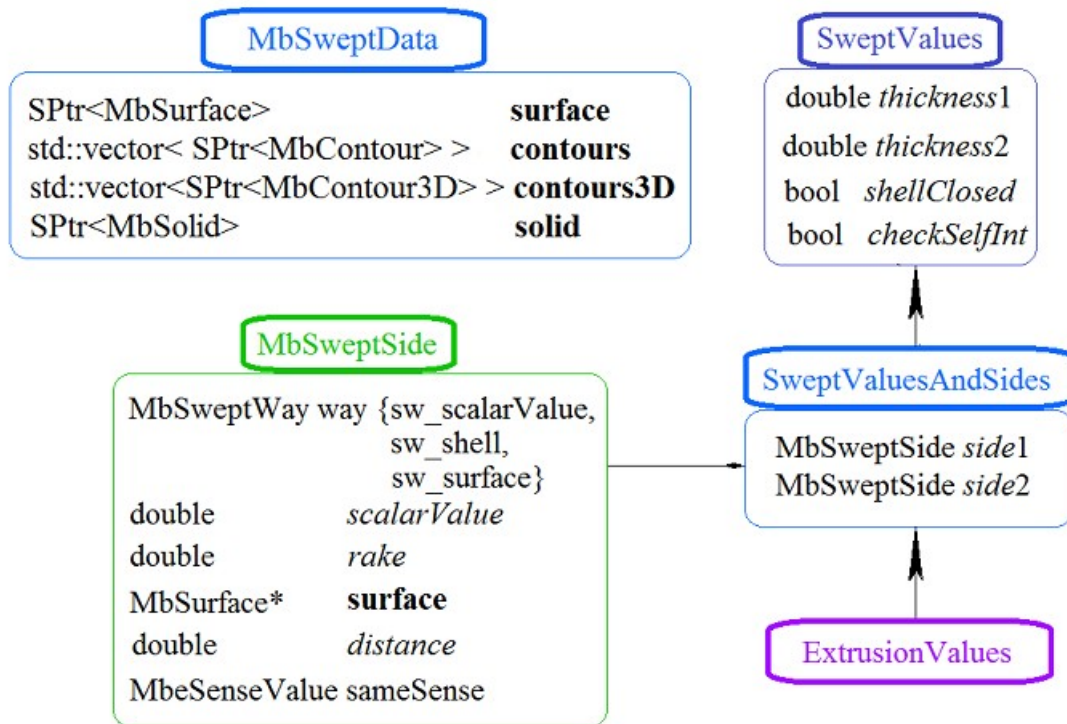 MbSweptData
SPtr<MbSurface> surface
std::vector< SPtr<MbContour> > contours
std::vector<SPtr<MbContour3D> > contours3D
SPtr<MbSolid> solid
SweptValues
double thickness1
double thickness2
bool shellClosed
bool checkSelfInt
MbSweptSide
MbSweptWay way {sw_scalarValue,
sw_shell,
sw_surface}
double scalarValue
double rake
MbSurface* surface
double distance
MbeSenseValue sameSense
SweptValuesAndSides
MbSweptSide side1
MbSweptSide side2
ExtrusionValues